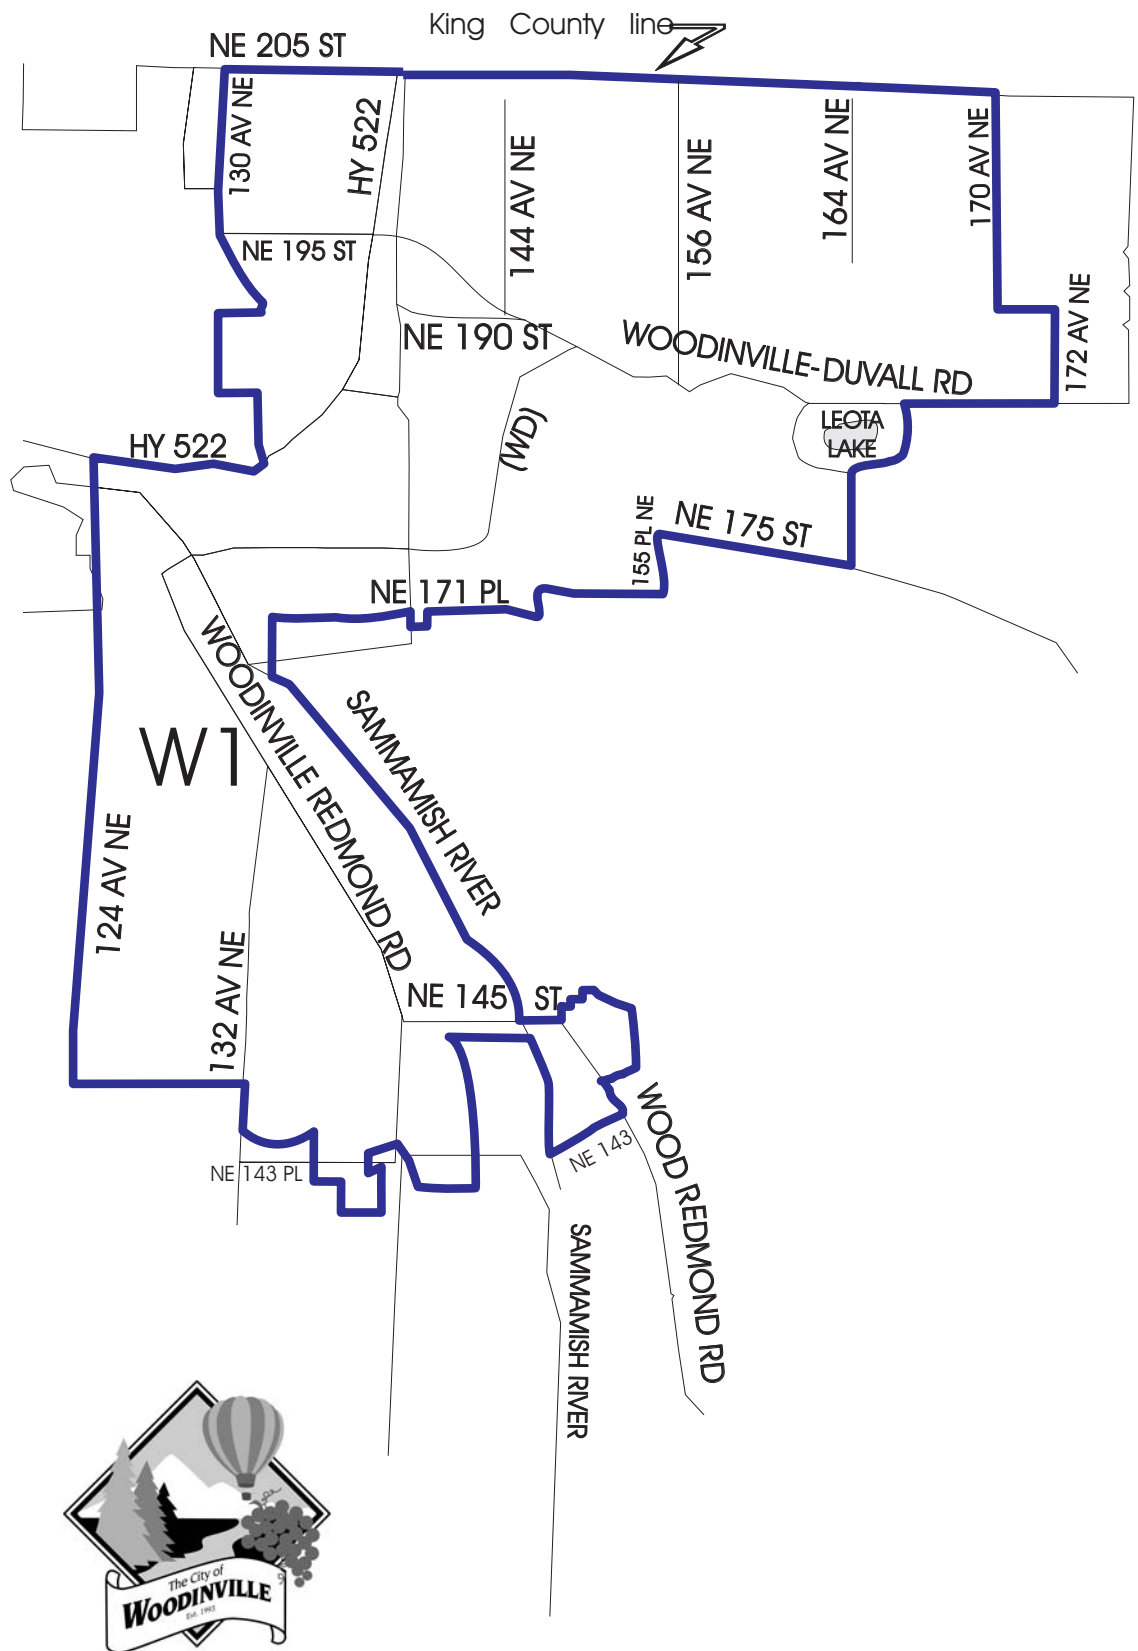 King County line
NE 205 ST
130 AV NE
HY 522
144 AV NE
156 AV NE
164 AV NE
170 AV NE
NE 195 ST
172 AV NE
NE 190 ST
WOODINVILLE-DUVALL RD
(WD)
LEOTA
LAKE
HY 522
155 PL NE
NE 175 ST
NE 171 PL
WOODINVILLE REDMOND RD
SAMMAMISH RIVER
W1
124 AV NE
132 AV NE
NE 145 ST
WOOD REDMOND RD
NE 143
NE 143 PL
SAMMAMISH RIVER
The City of
WOODINVILLE
Est. 1993